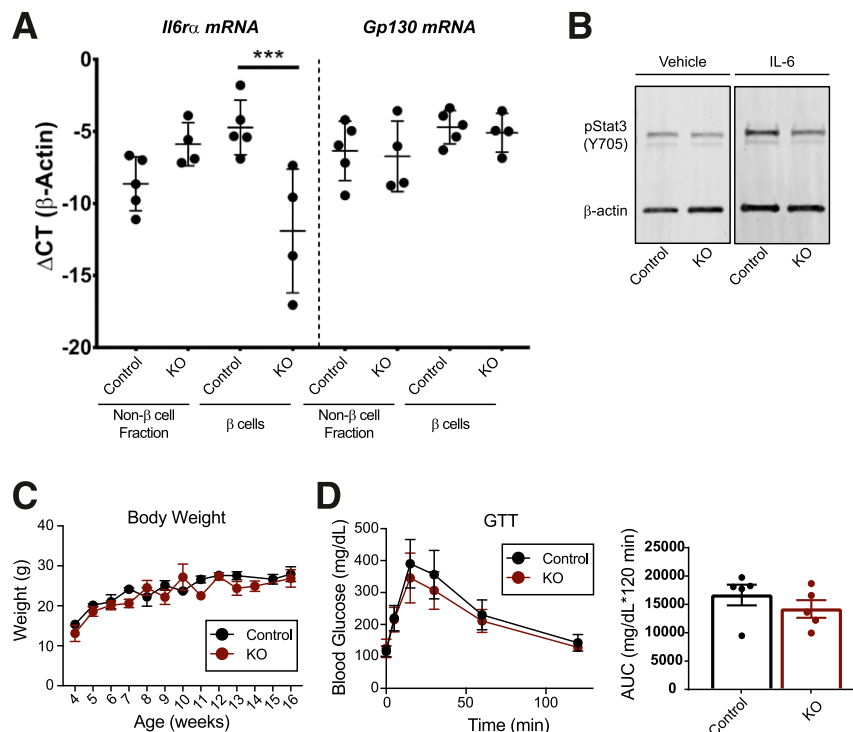 A
Il6rα mRNA
Gp130 mRNA
***
ΔCT (β-Actin)
0
-5
-10
-15
-20
Control
KO
Control
KO
Control
KO
Control
KO
Non-β cell
Fraction
β cells
Non-β cell
Fraction
β cells
B
Vehicle
IL-6
pStat3
(Y705)
β-actin
Control
KO
Control
KO
C
Body Weight
Weight (g)
40
30
20
10
0
Control
KO
4 5 6 7 8 9 10 11 12 13 14 15 16
Age (weeks)
D
GTT
Blood Glucose (mg/dL)
500
400
300
200
100
0
Control
KO
0 50 100
Time (min)
AUC (mg/dL*120 min)
25000
20000
15000
10000
5000
0
Control
KO